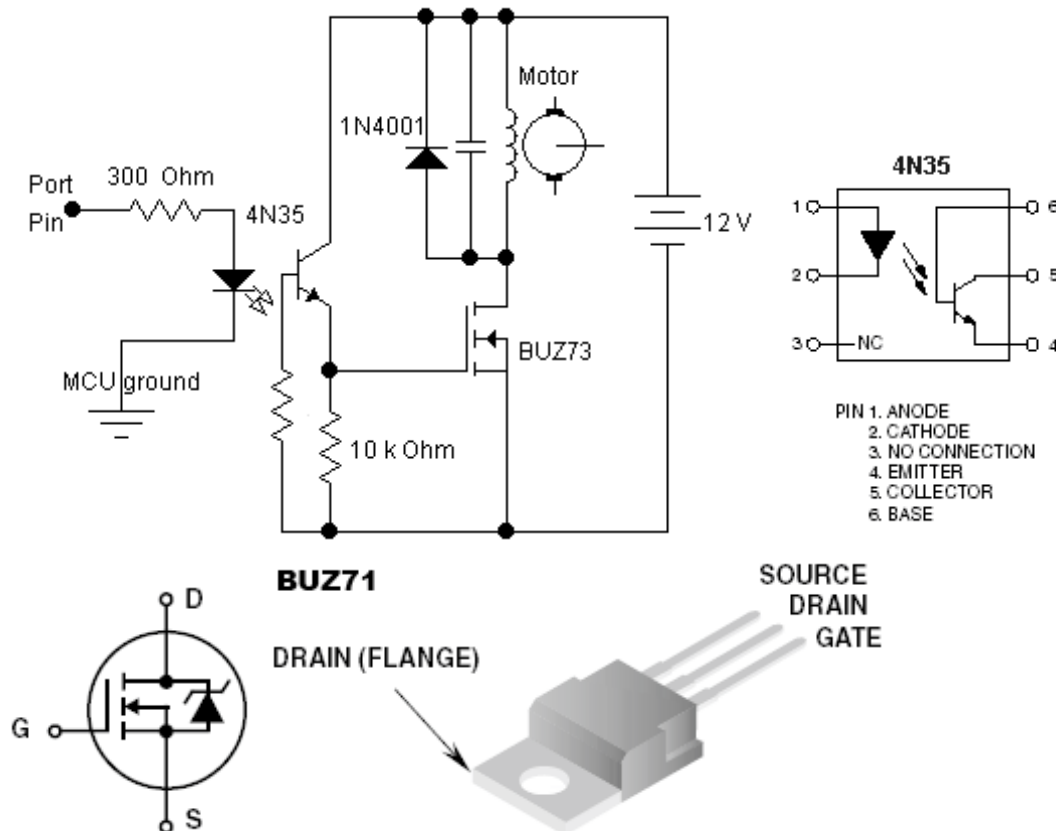 Motor
1N4001
300 Ohm
Port
Pin
4N35
12 V
BUZ73
MCU ground
10 k Ohm
4N35
1
2
3
NC
6
5
4
PIN 1. ANODE
2. CATHODE
3. NO CONNECTION
4. EMITTER
5. COLLECTOR
6. BASE
BUZ71
D
G
S
DRAIN (FLANGE)
SOURCE
DRAIN
GATE